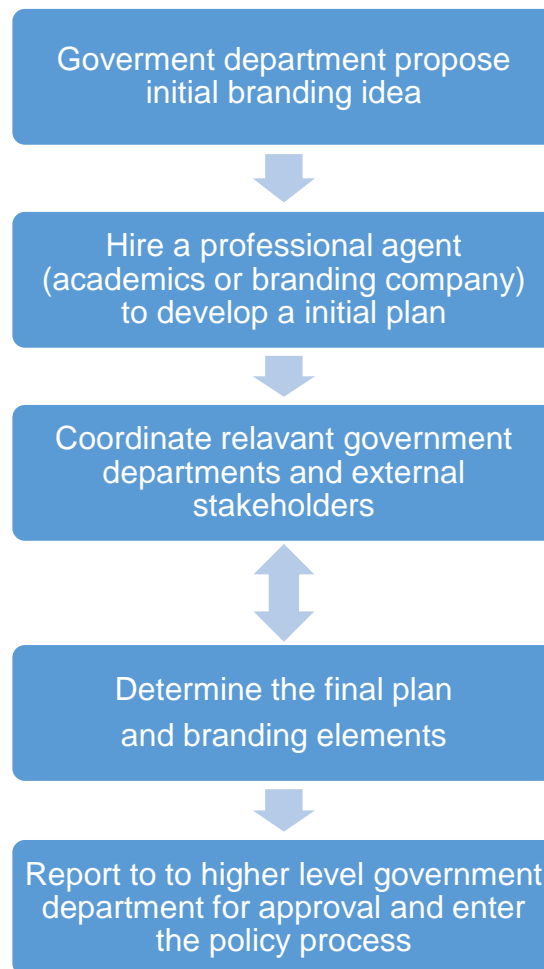 Goverment department propose
initial branding idea
Hire a professional agent
(academics or branding company)
to develop a initial plan
Coordinate relavant government
departments and external
stakeholders
Determine the final plan
and branding elements
Report to to higher level government
department for approval and enter
the policy process